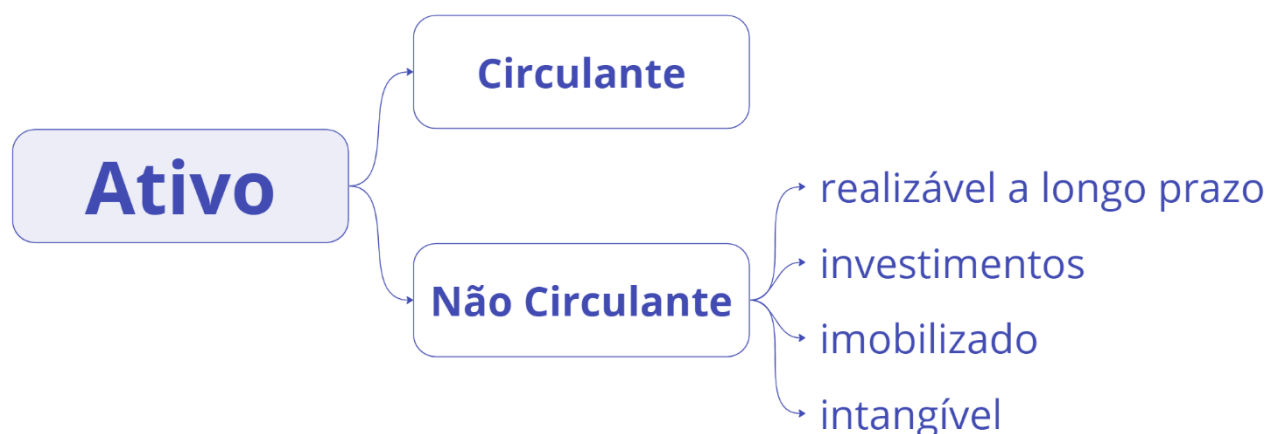 Ativo
Circulante
Não Circulante
realizável a longo prazo
investimentos
imobilizado
intangível